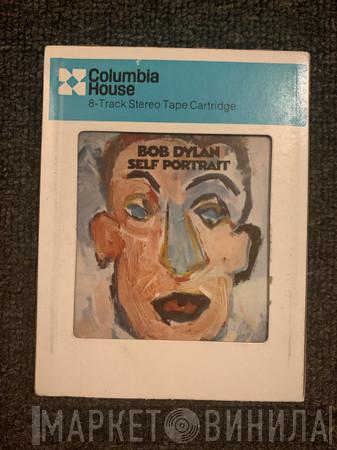 Columbia
House
8-Track Stereo Tape Cartridge
BOB DYLAN
SELF PORTRAIT
МАРКЕТ ВИНИЛА